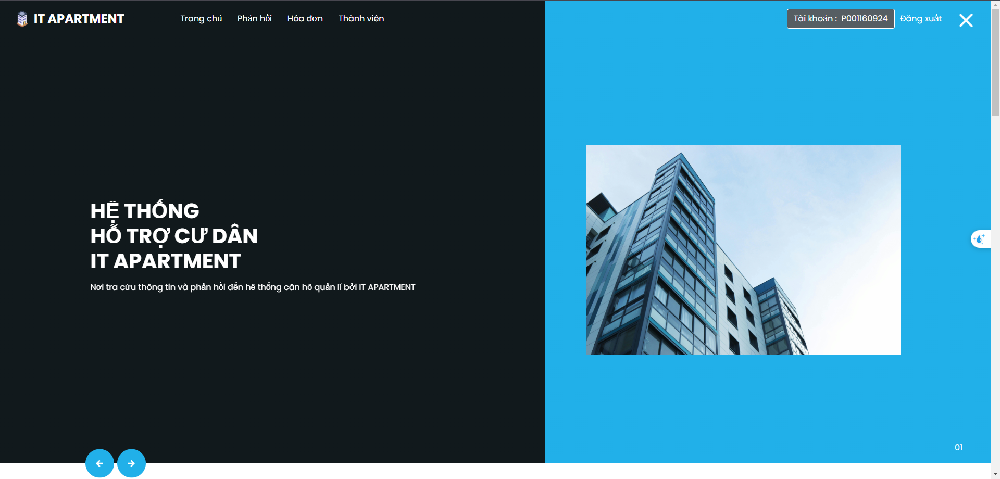 IT APARTMENT
Trang chủ
Phản hồi
Hóa đơn
Thành viên
Tài khoản : P001160924
Đăng xuất
HỆ THỐNG
HỖ TRỢ CƯ DÂN
IT APARTMENT
Nơi tra cứu thông tin và phản hồi đến hệ thống căn hộ quản lí bởi IT APARTMENT
01